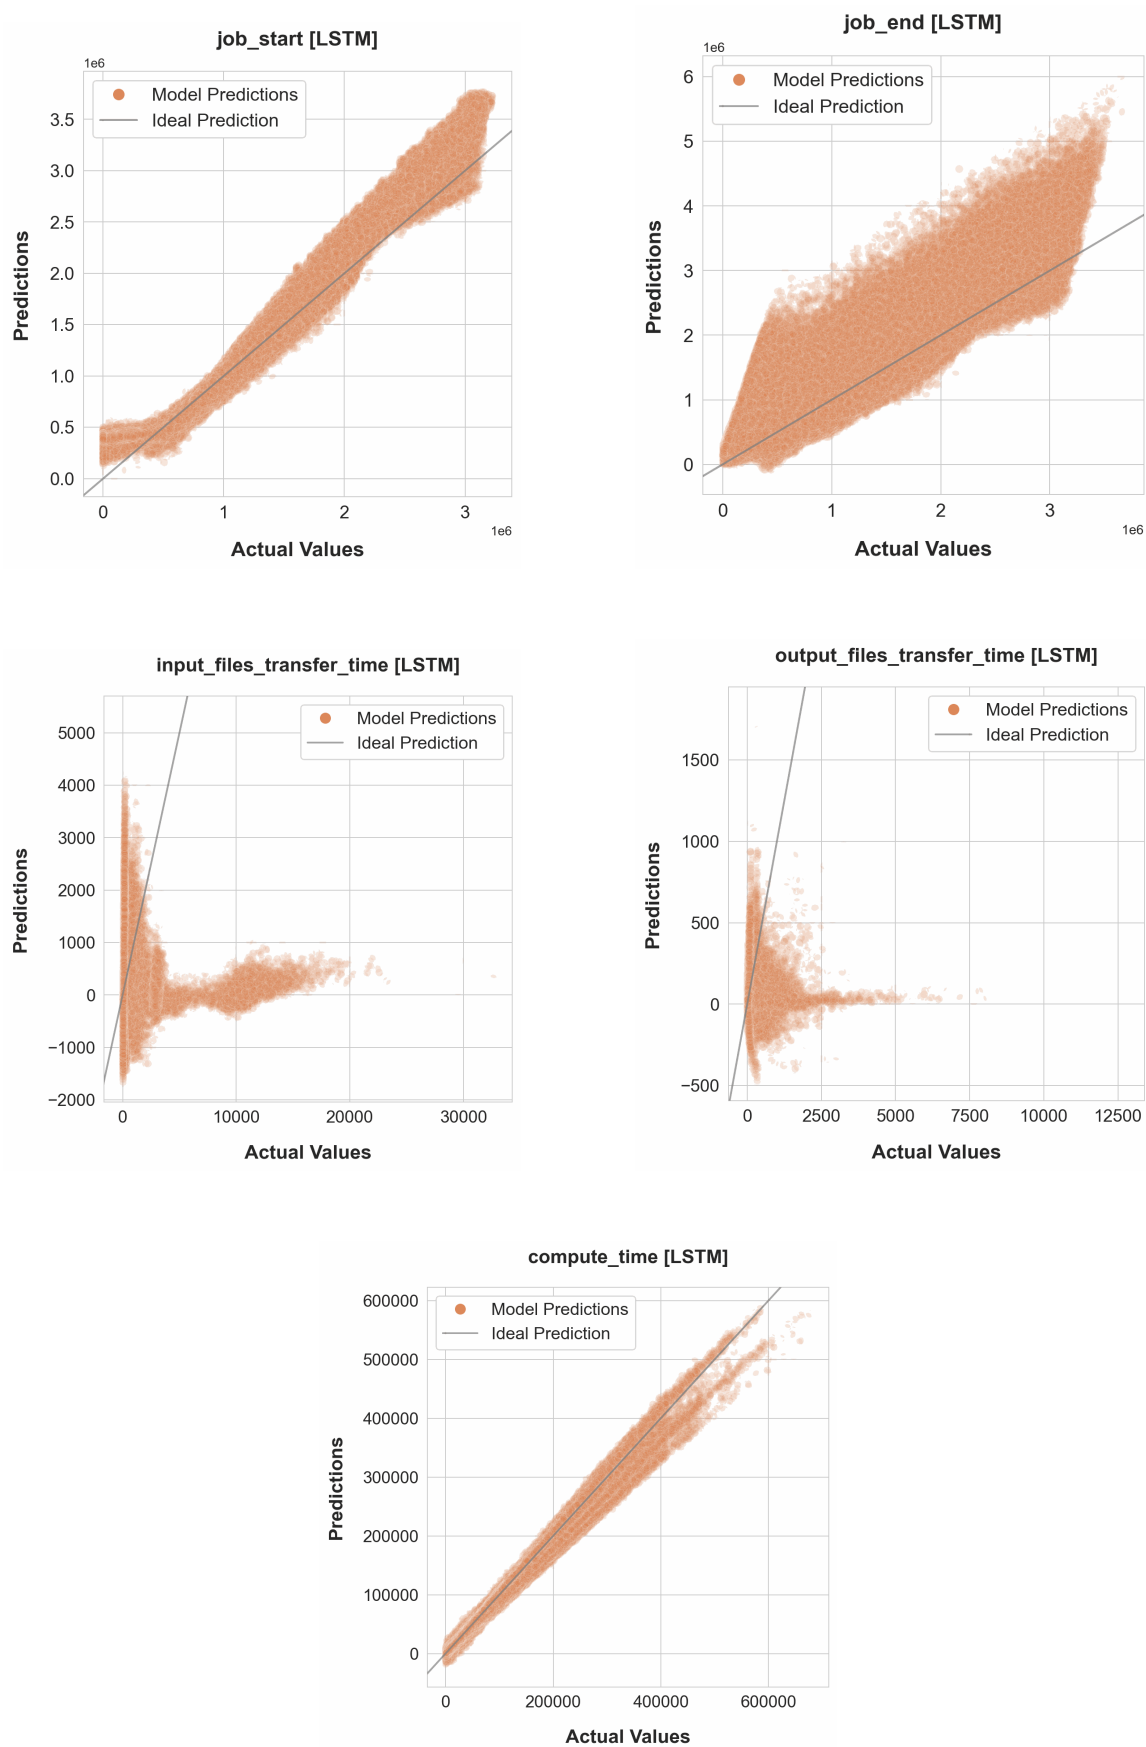 job_start [LSTM]
1e6
Model Predictions
Ideal Prediction
3.5
3.0
2.5
2.0
1.5
1.0
0.5
0.0
Predictions
0 1 2 3
1e6
Actual Values
job_end [LSTM]
1e6
Model Predictions
Ideal Prediction
6
5
4
3
2
1
0
Predictions
0 1 2 3
1e6
Actual Values
input_files_transfer_time [LSTM]
Model Predictions
Ideal Prediction
5000
4000
3000
2000
1000
0
−1000
−2000
Predictions
0 10000 20000 30000
Actual Values
output_files_transfer_time [LSTM]
Model Predictions
Ideal Prediction
1500
1000
500
0
−500
Predictions
0 2500 5000 7500 10000 12500
Actual Values
compute_time [LSTM]
Model Predictions
Ideal Prediction
600000
500000
400000
300000
200000
100000
0
Predictions
0 200000 400000 600000
Actual Values